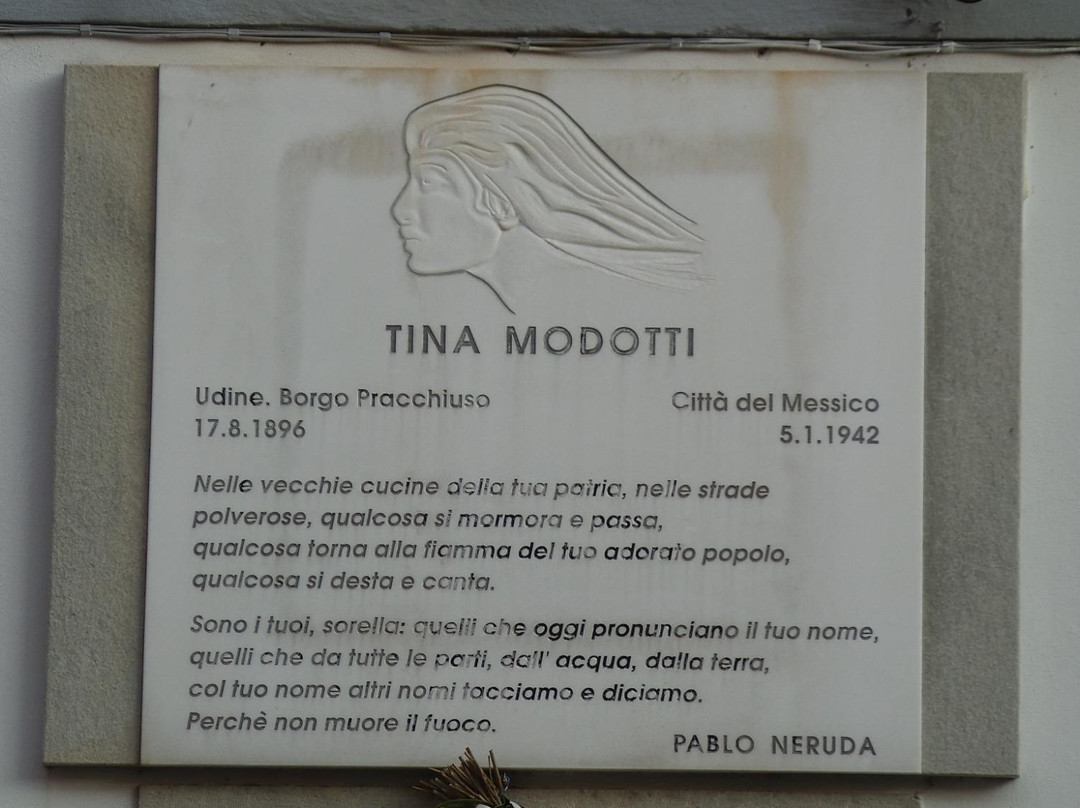 TINA MODOTTI
Udine. Borgo Pracchiuso
17.8.1896
Città del Messico
5.1.1942
Nelle vecchie cucine della tua patria, nelle strade
polverose, qualcosa si mormora e passa,
qualcosa torna alla fiamma del tuo adorato popolo,
qualcosa si desta e canta.
Sono i tuoi, sorella: quelli che oggi pronunciano il tuo nome,
quelli che da tutte le parti, dall' acqua, dalla terra,
col tuo nome altri nomi tacciamo e diciamo.
Perchè non muore il fuoco.
PABLO NERUDA